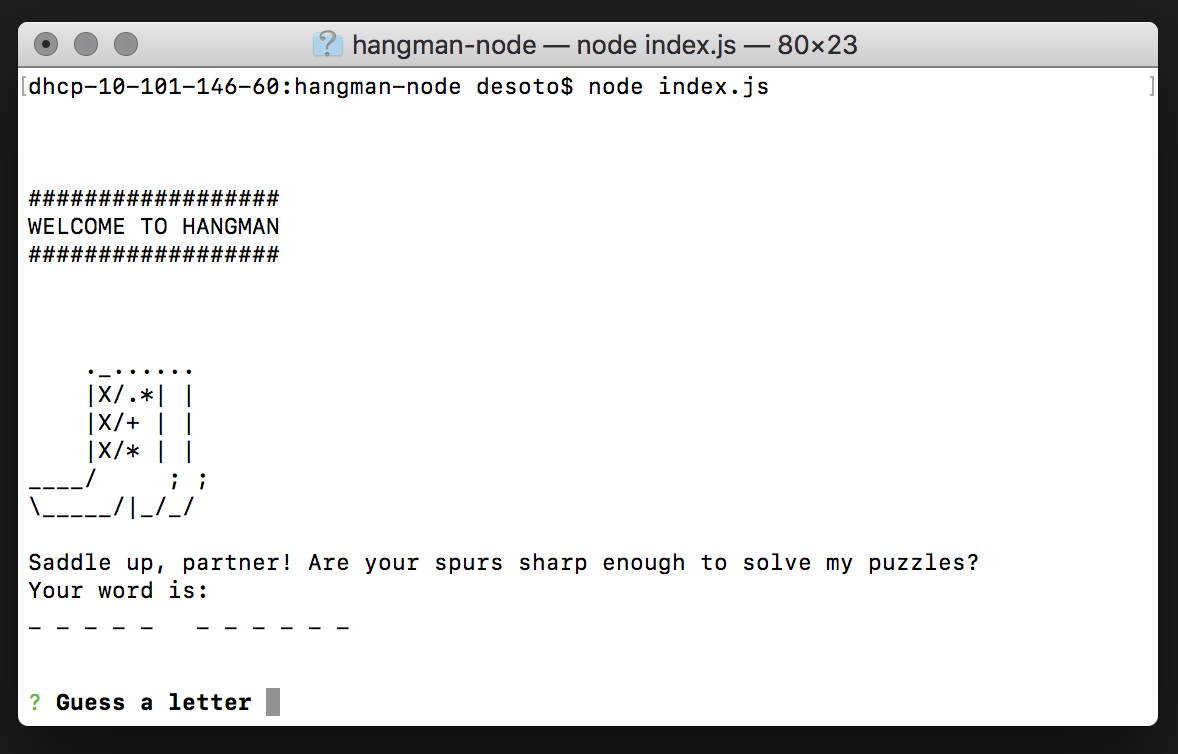 hangman-node — node index.js — 80×23
[dhcp-10-101-146-60:hangman-node desoto$ node index.js ]
##################
WELCOME TO HANGMAN
##################
    ._......
    |X/.*| |
    |X/+ | |
    |X/* | |
____/     ; ;
\_____/|_/_/
Saddle up, partner! Are your spurs sharp enough to solve my puzzles?
Your word is:
_ _ _ _ _   _ _ _ _ _ _
? Guess a letter